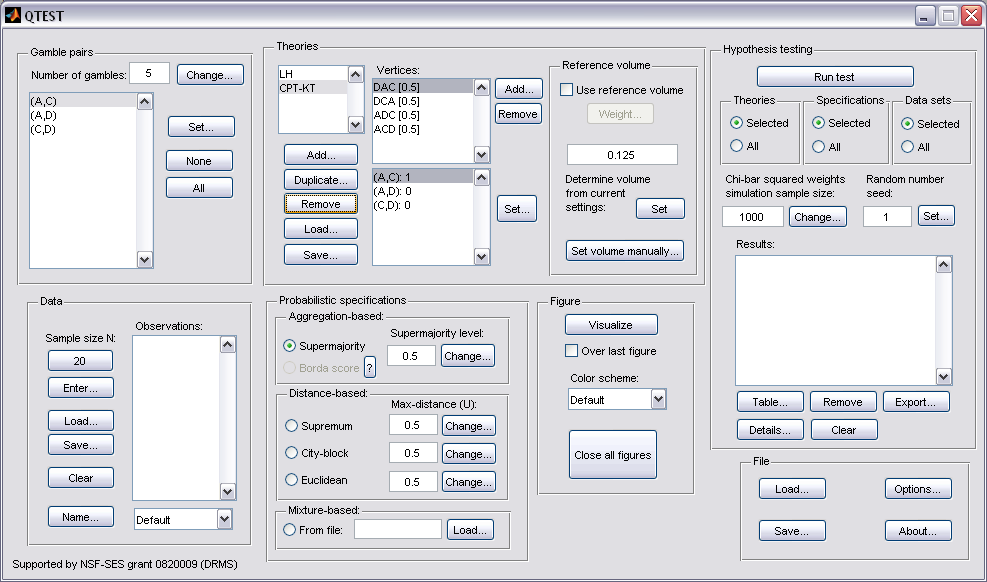 QTEST
Gamble pairs
Number of gambles: 5 Change...
(A,C)
(A,D)
(C,D)
Set...
None
All
Theories
LH
CPT-KT
Add...
Duplicate...
Remove
Load...
Save...
Vertices:
DAC [0.5]
DCA [0.5]
ADC [0.5]
ACD [0.5]
Add...
Remove
(A,C): 1
(A,D): 0
(C,D): 0
Set...
Reference volume
Use reference volume
Weight...
0.125
Determine volume
from current
settings:
Set
Set volume manually...
Hypothesis testing
Run test
Theories
Selected
All
Specifications
Selected
All
Data sets
Selected
All
Chi-bar squared weights
simulation sample size:
1000 Change...
Random number
seed:
1 Set...
Results:
Table... Remove Export...
Details... Clear
Data
Sample size N:
20
Enter...
Load...
Save...
Clear
Name...
Observations:
Default
Probabilistic specifications
Aggregation-based:
Supermajority
Borda score ?
Supermajority level:
0.5 Change...
Distance-based:
Max-distance (U):
Supremum 0.5 Change...
City-block 0.5 Change...
Euclidean 0.5 Change...
Mixture-based:
From file: Load...
Figure
Visualize
Over last figure
Color scheme:
Default
Close all figures
File
Load... Options...
Save... About...
Supported by NSF-SES grant 0820009 (DRMS)